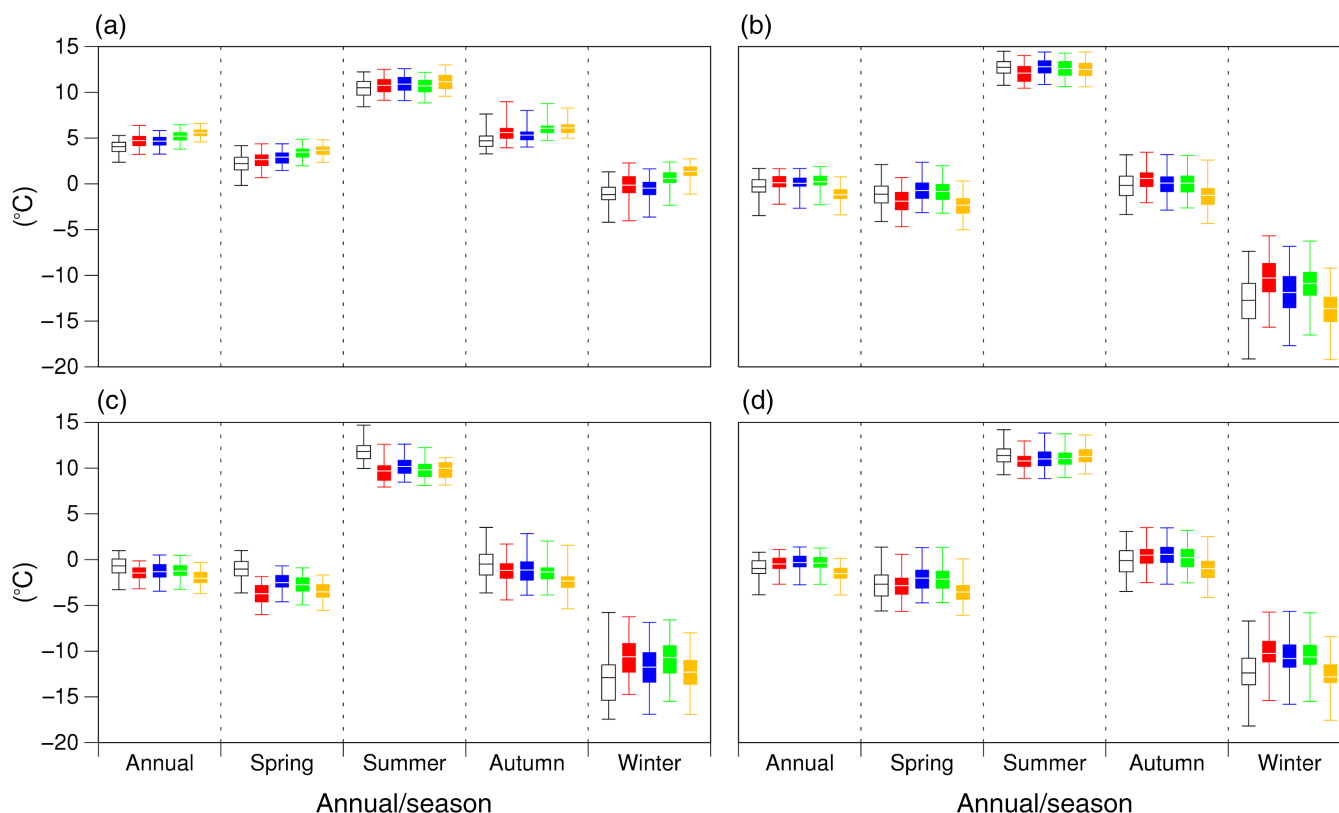 (a) (b)
15
10
5
0
−5
−10
−15
−20
(°C)
(c) (d)
15
10
5
0
−5
−10
−15
−20
(°C)
Annual Spring Summer Autumn Winter Annual Spring Summer Autumn Winter
Annual/season Annual/season